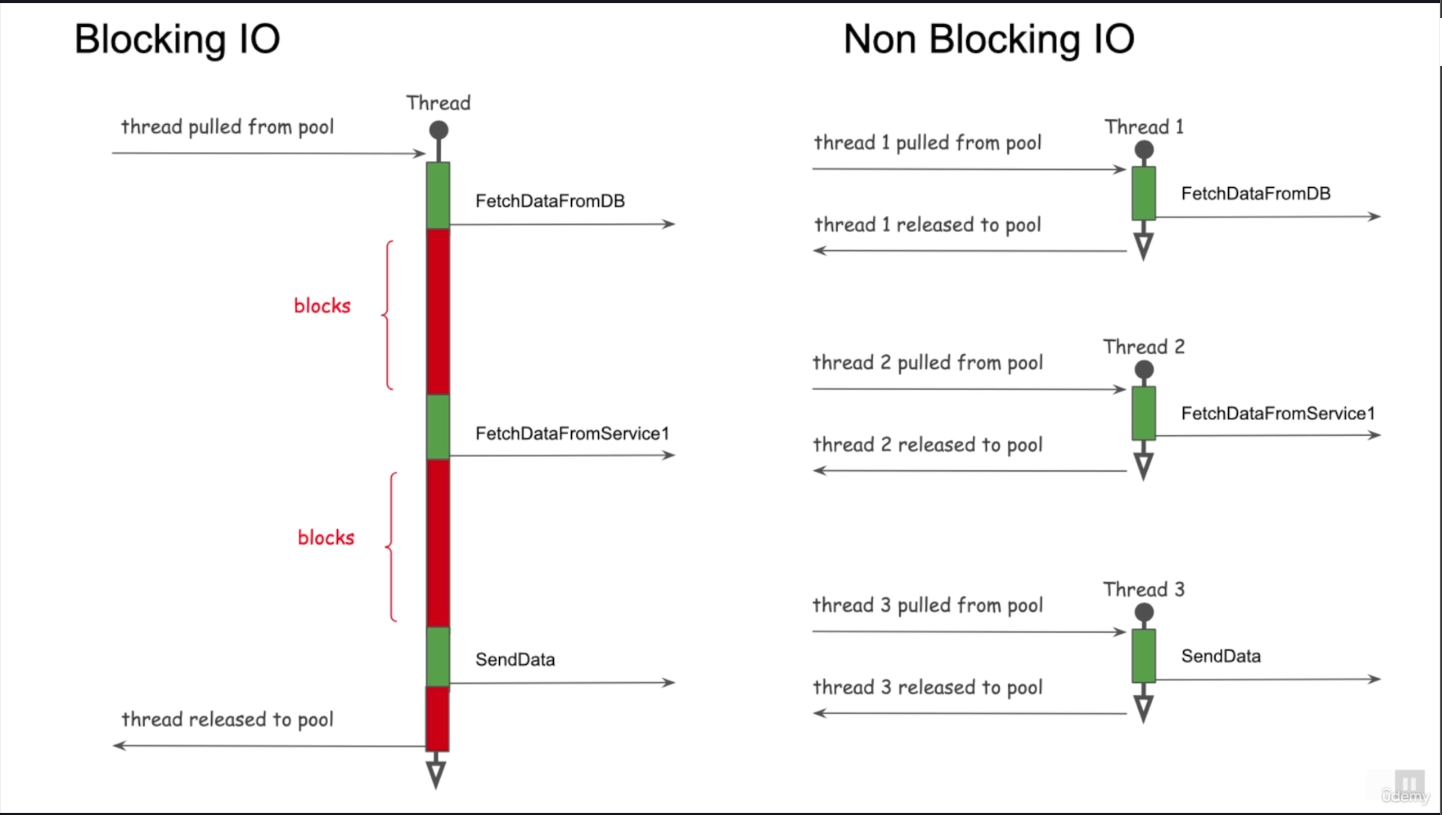 Blocking IO
Thread
thread pulled from pool
FetchDataFromDB
blocks
FetchDataFromService1
blocks
SendData
thread released to pool
Non Blocking IO
Thread 1
thread 1 pulled from pool
FetchDataFromDB
thread 1 released to pool
Thread 2
thread 2 pulled from pool
FetchDataFromService1
thread 2 released to pool
Thread 3
thread 3 pulled from pool
SendData
thread 3 released to pool
ûdemy